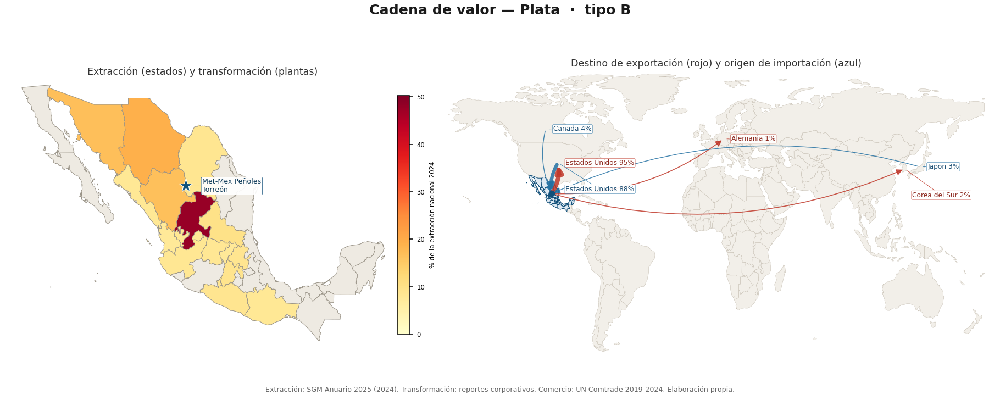 Cadena de valor — Plata · tipo B
Extracción (estados) y transformación (plantas)
Met-Mex Peñoles
Torreón
50
40
30
20
10
0
% de la extracción nacional 2024
Destino de exportación (rojo) y origen de importación (azul)
Canada 4%
Alemania 1%
Estados Unidos 95%
Japon 3%
Estados Unidos 88%
Corea del Sur 2%
Extracción: SGM Anuario 2025 (2024). Transformación: reportes corporativos. Comercio: UN Comtrade 2019-2024. Elaboración propia.